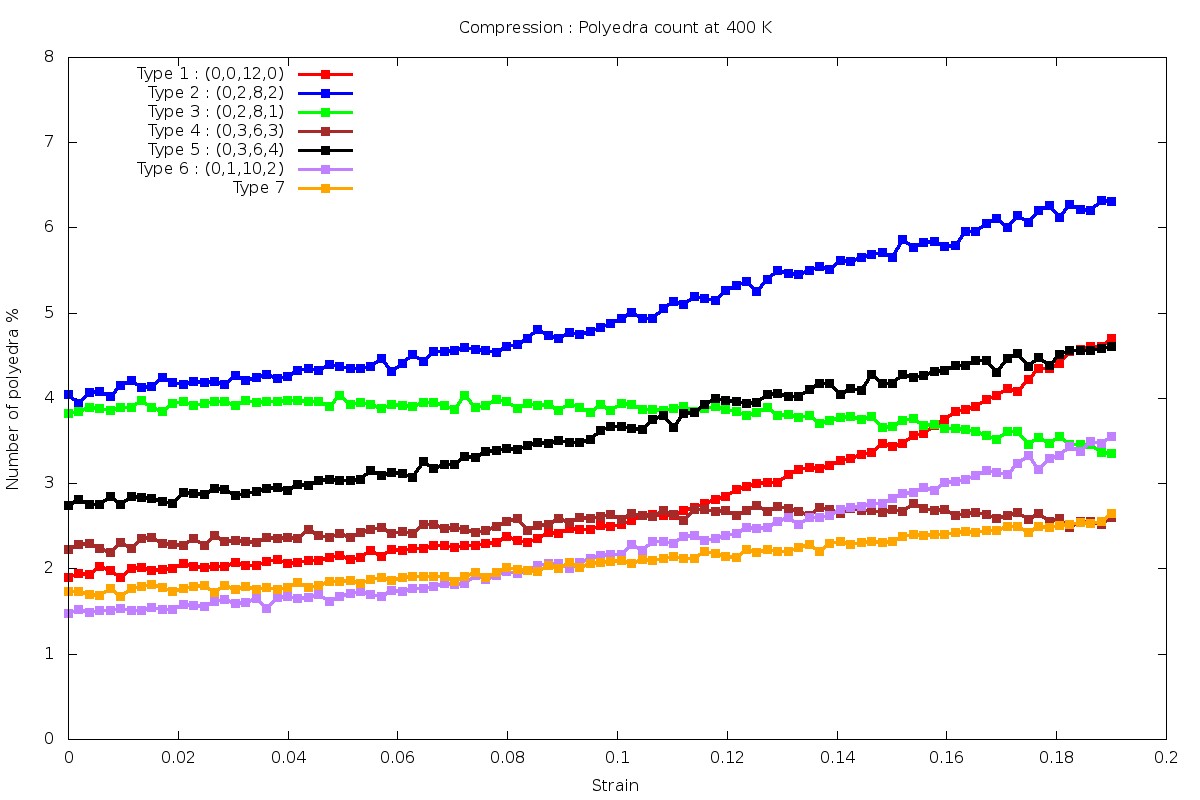 Compression : Polyedra count at 400 K
8
7
6
5
4
3
2
1
0
Number of polyedra %
Type 1 : (0,0,12,0)
Type 2 : (0,2,8,2)
Type 3 : (0,2,8,1)
Type 4 : (0,3,6,3)
Type 5 : (0,3,6,4)
Type 6 : (0,1,10,2)
Type 7
0 0.02 0.04 0.06 0.08 0.1 0.12 0.14 0.16 0.18 0.2
Strain